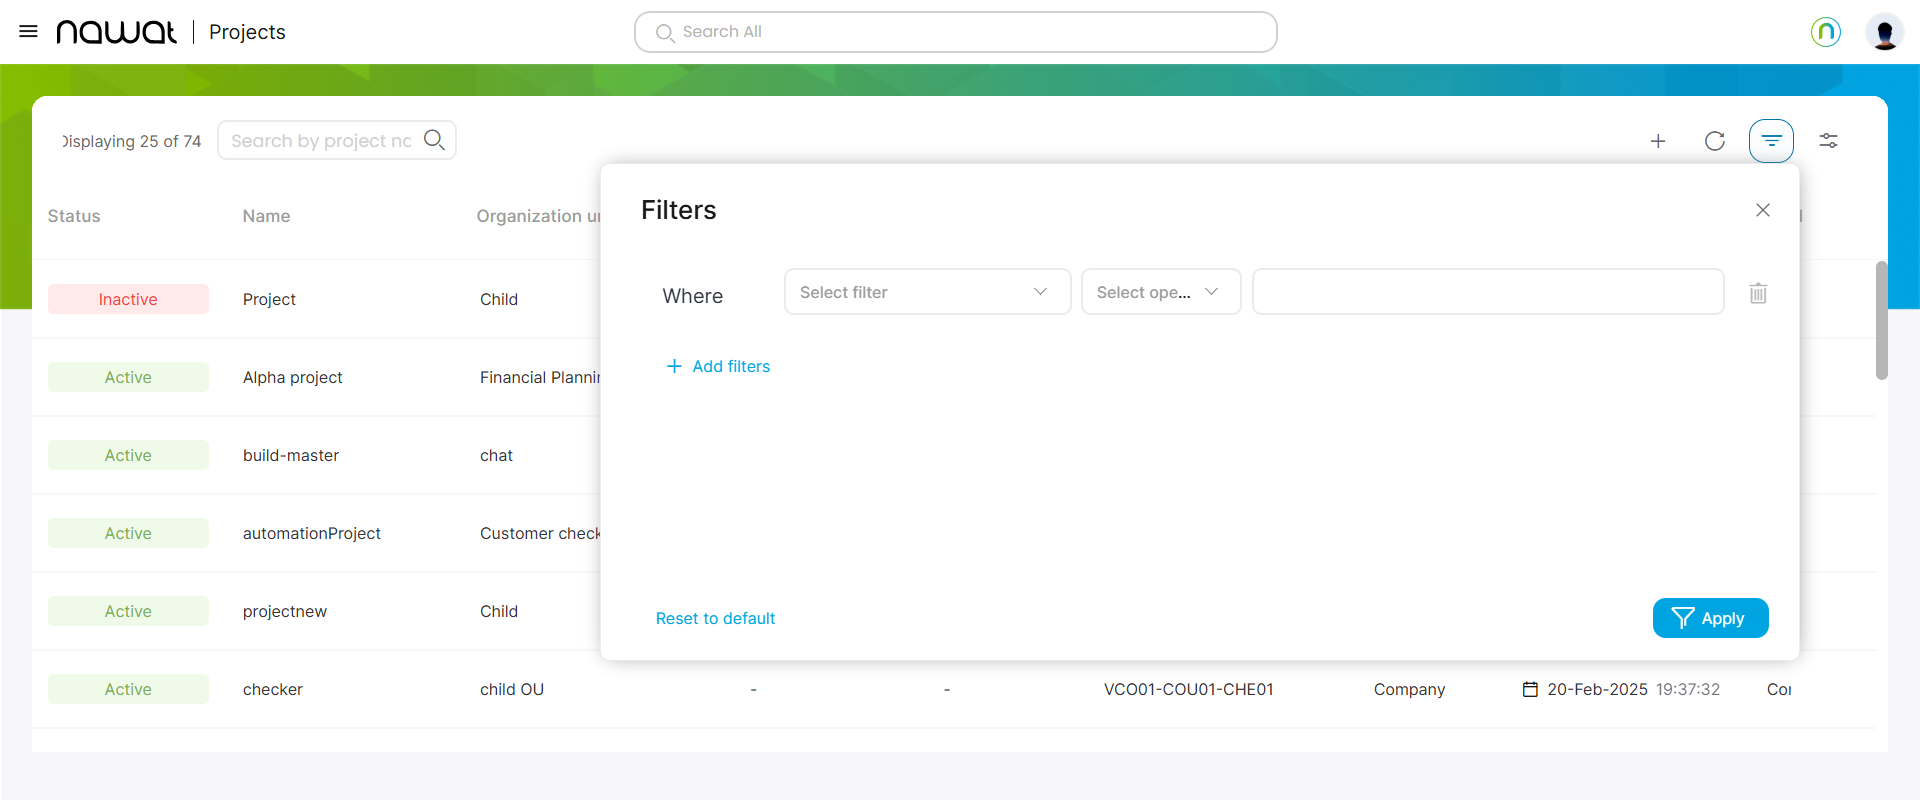 nawat
Projects
Search All
Displaying 25 of 74
Search by project nc
Status
Name
Organization
Filters
Where
Select filter
Select ope...
Add filters
Reset to default
Apply
Inactive
Project
Child
Active
Alpha project
Financial
Active
build-master
chat
Active
automationProject
Customer
Active
projectnew
Child
Active
checker
child OU
-
-
VCO01-COU01-CHE01
Company
20-Feb-2025 19:37:32